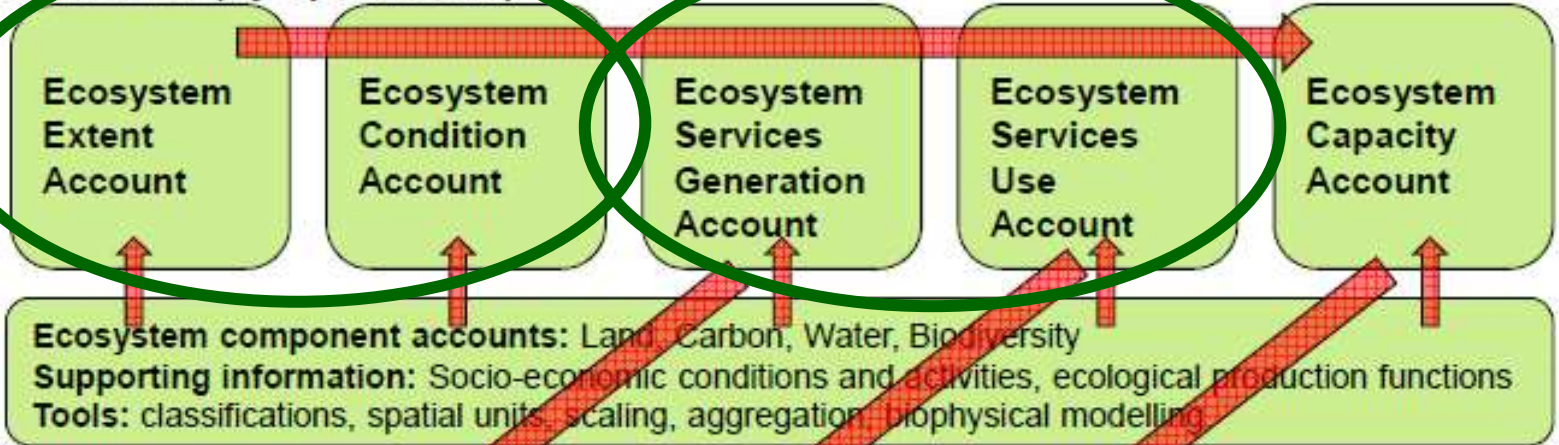 Ecosystem
Extent
Account
Ecosystem
Condition
Account
Ecosystem
Services
Generation
Account
Ecosystem
Services
Use
Account
Ecosystem
Capacity
Account
Ecosystem component accounts: Land, Carbon, Water, Biodiversity
Supporting information: Socio-economic conditions and activities, ecological production functions
Tools: classifications, spatial units, scaling, aggregation, biophysical modelling